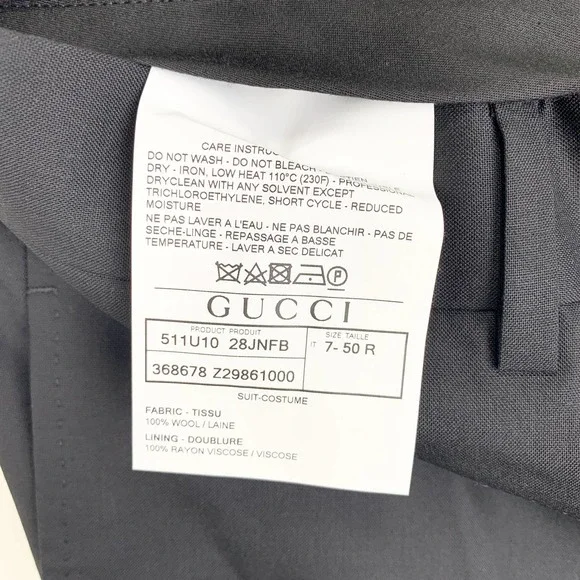 CARE
DO NOT WASH - DO NOT BLEACH -
DRY - IRON, LOW HEAT 110°C (230F) - PROFESSIONAL
DRYCLEAN WITH ANY SOLVENT EXCEPT
TRICHLOROETHYLENE, SHORT CYCLE - REDUCED
MOISTURE
NE PAS LAVER A L'EAU - NE PAS BLANCHIR - PAS DE
SECHE-LINGE - REPASSAGE A BASSE
TEMPERATURE - LAVER A SEC DELICAT
P
GUCCI
PRODUCT PRODUIT
511U10 28JNFB
368678 Z29861000
SIZE TAILLE
IT 7- 50 R
SUIT-COSTUME
FABRIC - TISSU
100% WOOL / LAINE
LINING - DOUBLURE
100% RAYON VISCOSE / VISCOSE